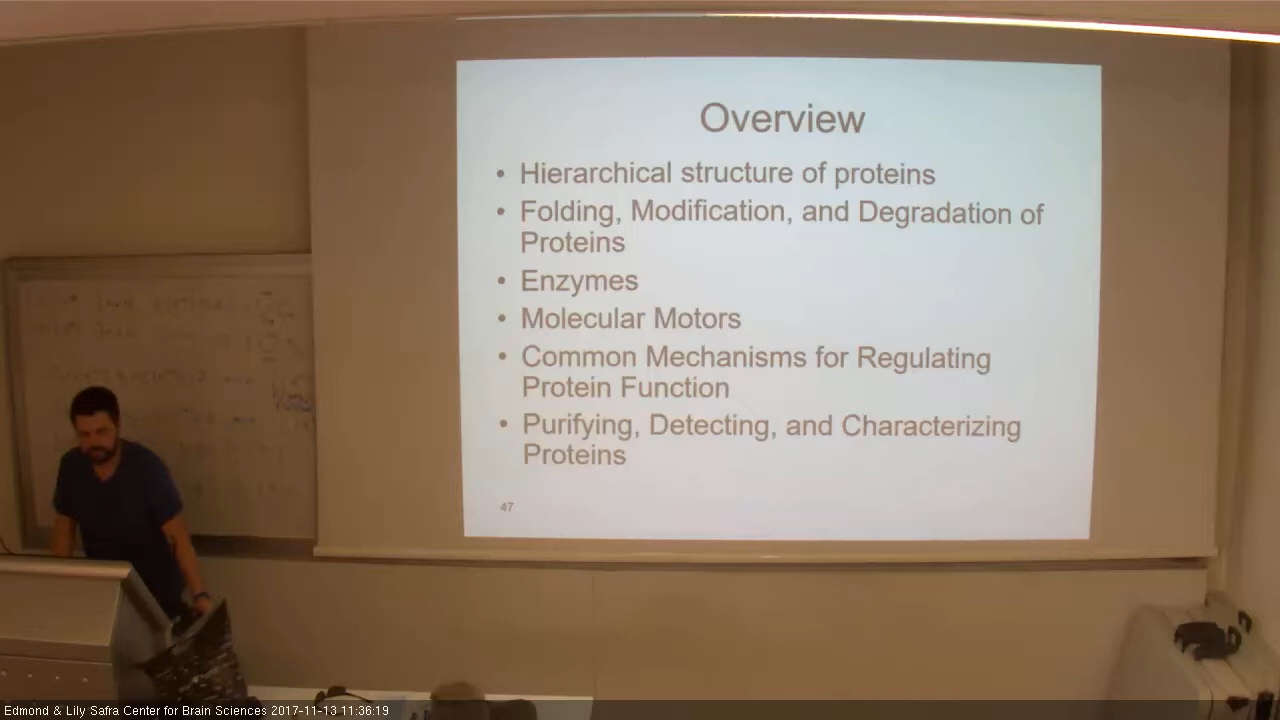 Overview
• Hierarchical structure of proteins
• Folding, Modification, and Degradation of
Proteins
• Enzymes
• Molecular Motors
• Common Mechanisms for Regulating
Protein Function
• Purifying, Detecting, and Characterizing
Proteins
47
Edmond & Lily Safra Center for Brain Sciences 2017-11-13 11:36:19